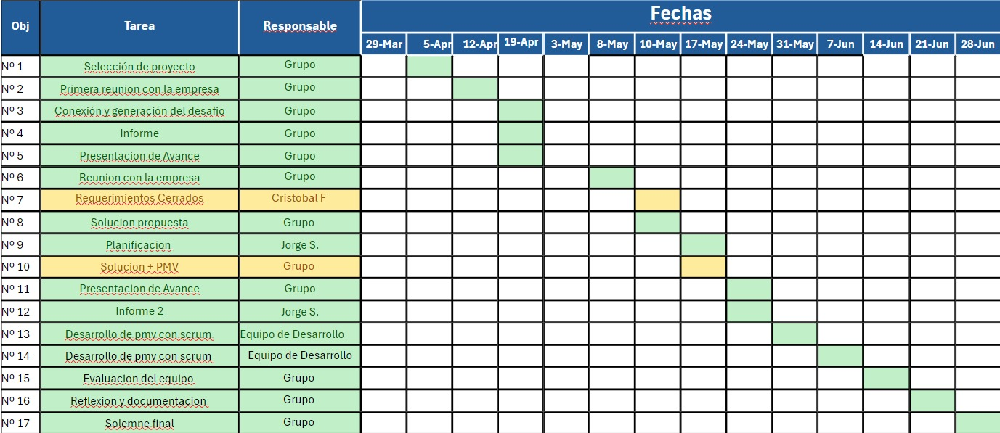 Obj Tarea Responsable Fechas
29-Mar 5-Apr 12-Apr 19-Apr 3-May 8-May 10-May 17-May 24-May 31-May 7-Jun 14-Jun 21-Jun 28-Jun
Nº 1 Selección de proyecto Grupo
Nº 2 Primera reunion con la empresa Grupo
Nº 3 Conexión y generación del desafio Grupo
Nº 4 Informe Grupo
Nº 5 Presentacion de Avance Grupo
Nº 6 Reunion con la empresa Grupo
Nº 7 Requerimientos Cerrados Cristobal F
Nº 8 Solucion propuesta Grupo
Nº 9 Planificacion Jorge S.
Nº 10 Solucion + PMV Grupo
Nº 11 Presentacion de Avance Grupo
Nº 12 Informe 2 Jorge S.
Nº 13 Desarrollo de pmv con scrum Equipo de Desarrollo
Nº 14 Desarrollo de pmv con scrum Equipo de Desarrollo
Nº 15 Evaluacion del equipo Grupo
Nº 16 Reflexion y documentacion Grupo
Nº 17 Solemne final Grupo